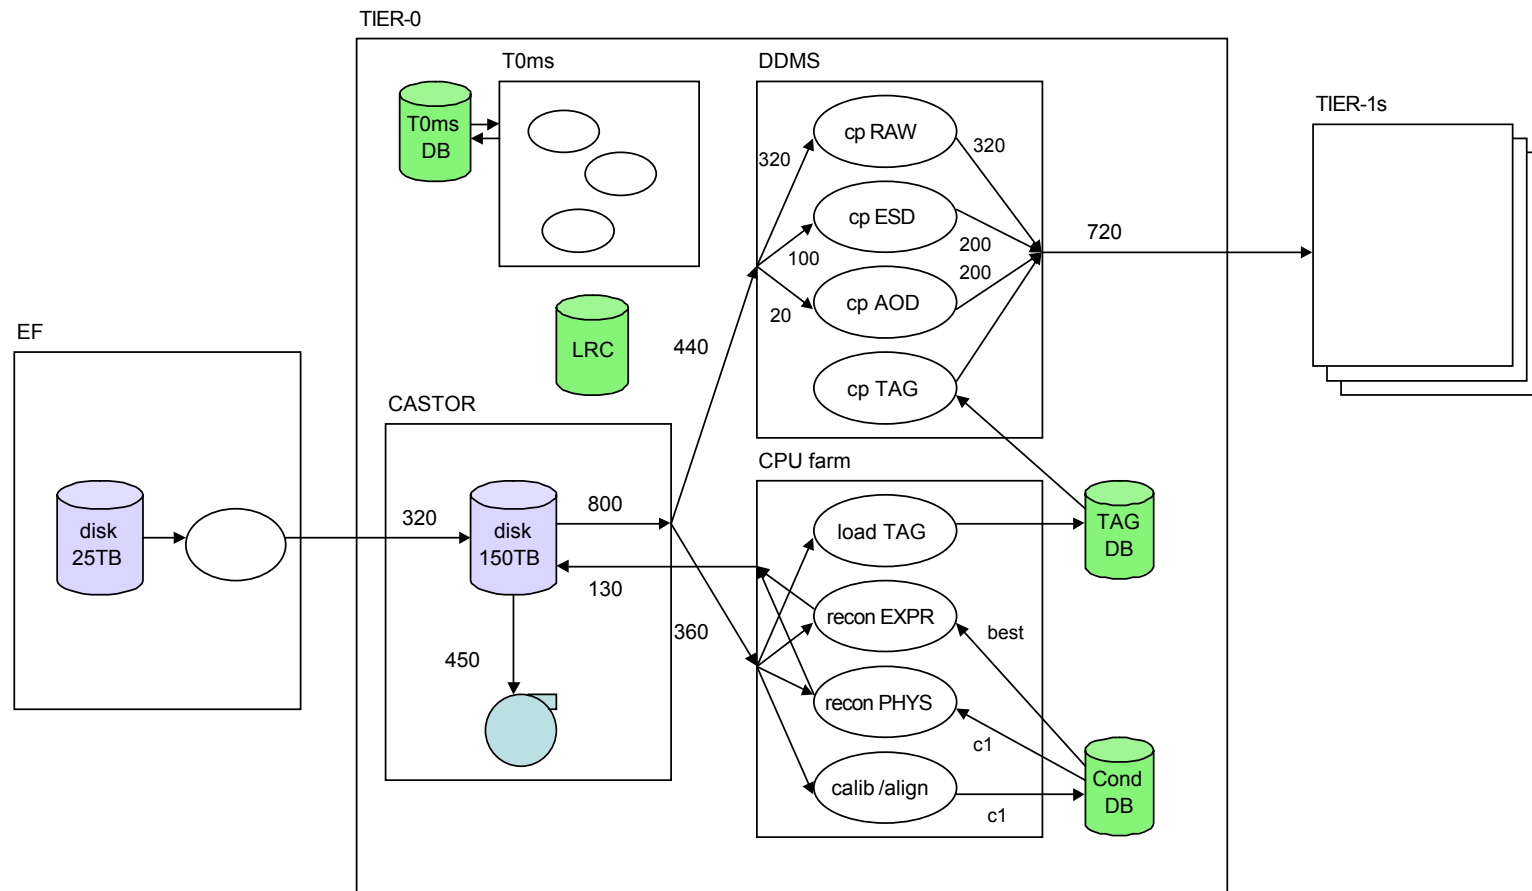 TIER-0
T0ms
DDMS
T0ms
DB
cp RAW
320
320
TIER-1s
cp ESD
100
200
720
200
cp AOD
20
EF
LRC
440
cp TAG
CASTOR
CPU farm
disk
25TB
320
disk
150TB
800
load TAG
TAG
DB
130
recon EXPR
best
360
450
recon PHYS
c1
calib /align
c1
Cond
DB